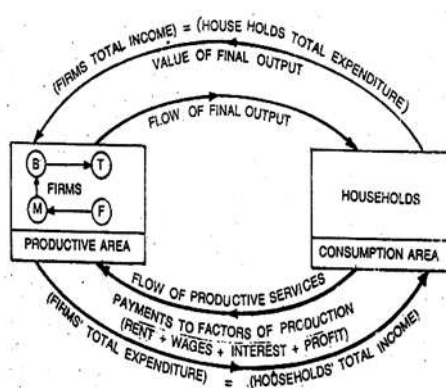 (FIRMS TOTAL INCOME) = (HOUSE HOLDS TOTAL EXPENDITURE)
VALUE OF FINAL OUTPUT
FLOW OF FINAL OUTPUT
B T
FIRMS
M F
PRODUCTIVE AREA
HOUSEHOLDS
CONSUMPTION AREA
FLOW OF PRODUCTIVE SERVICES
PAYMENTS TO FACTORS OF PRODUCTION
(RENT + WAGES + INTEREST + PROFIT)
(FIRMS' TOTAL EXPENDITURE) = (HOUSEHOLDS' TOTAL INCOME)